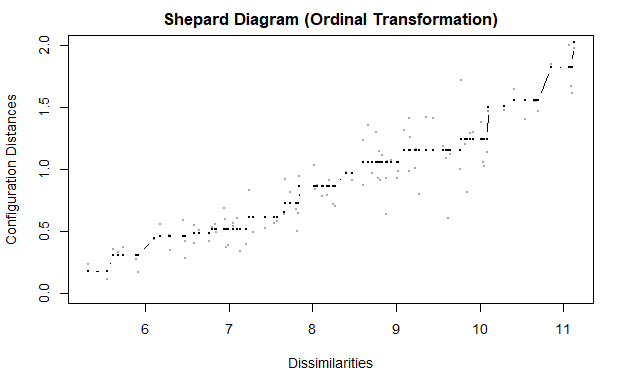 Shepard Diagram (Ordinal Transformation)
Configuration Distances
2.0
1.5
1.0
0.5
0.0
6 7 8 9 10 11
Dissimilarities